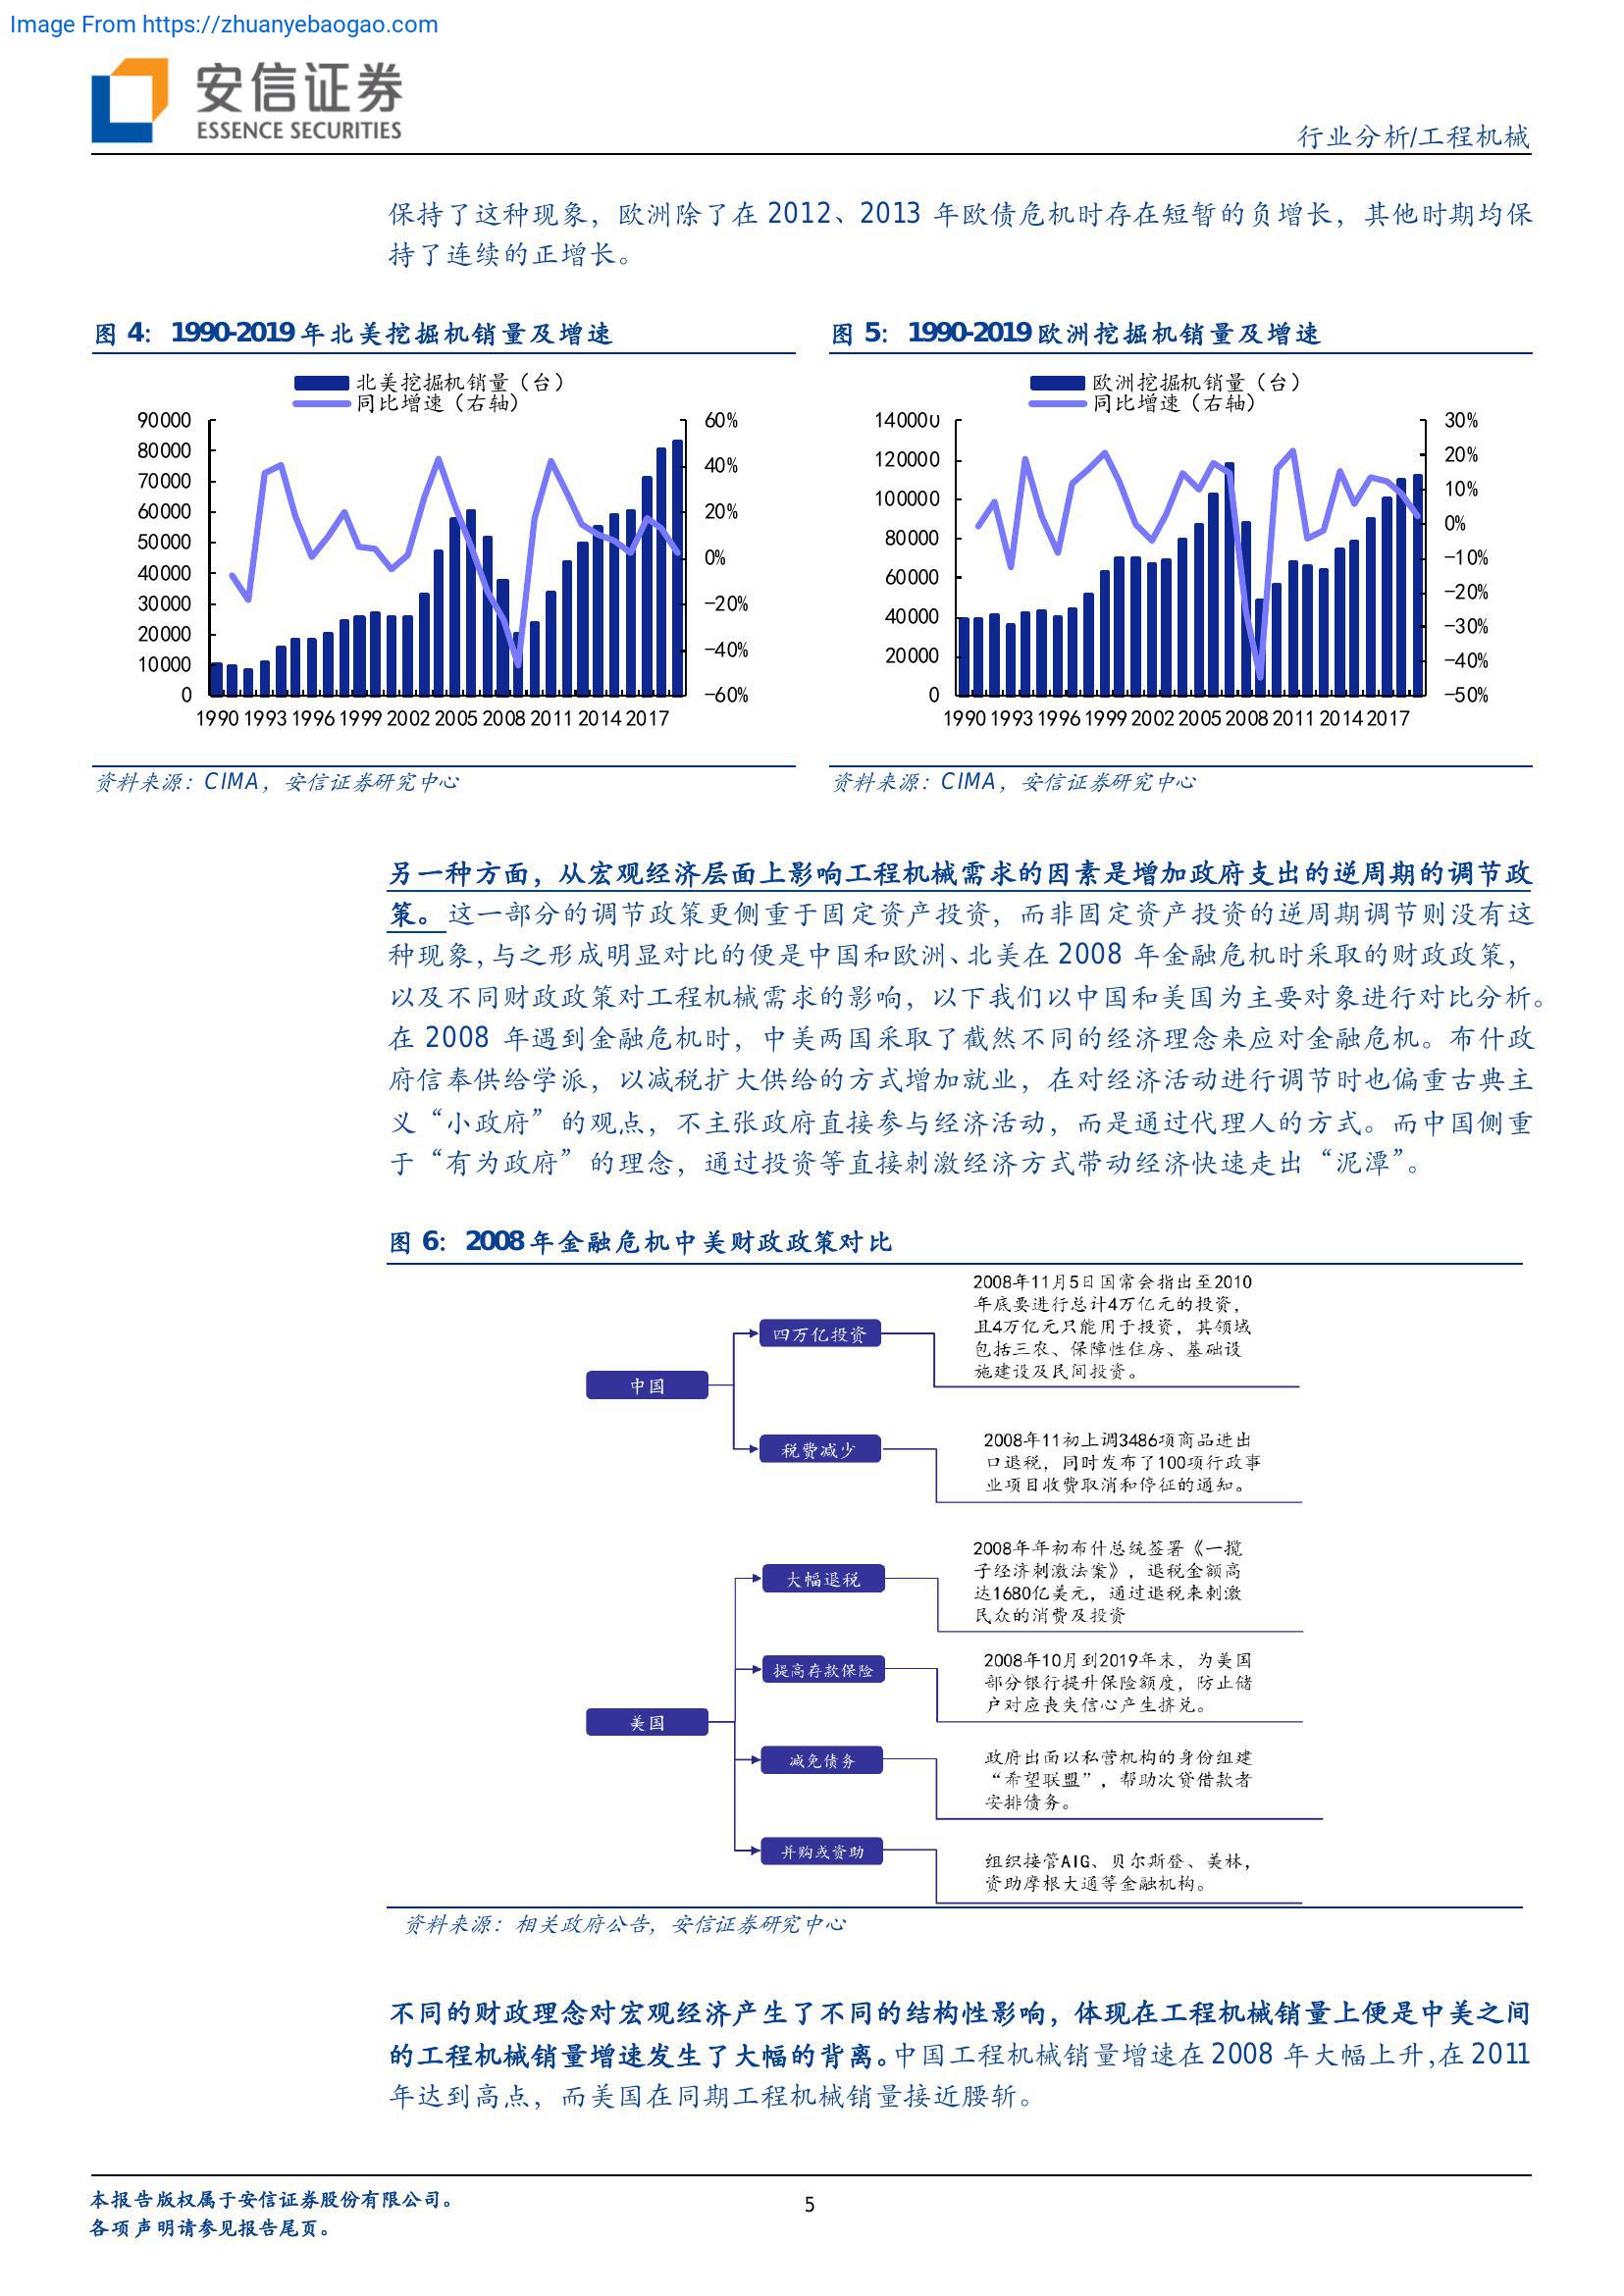 Image From https://zhuanyebaogao.com
安信证券
ESSENCE SECURITIES
行业分析/工程机械
保持了这种现象，欧洲除了在 2012、2013 年欧债危机时存在短暂的负增长，其他时期均保
持了连续的正增长。
图 4：1990-2019 年北美挖掘机销量及增速
北美挖掘机销量（台）
同比增速（右轴）
90000
80000
70000
60000
50000
40000
30000
20000
10000
0
60%
40%
20%
0%
-20%
-40%
-60%
1990 1993 1996 1999 2002 2005 2008 2011 2014 2017
资料来源：CIMA，安信证券研究中心
图 5：1990-2019 欧洲挖掘机销量及增速
欧洲挖掘机销量（台）
同比增速（右轴）
140000
120000
100000
80000
60000
40000
20000
0
30%
20%
10%
0%
-10%
-20%
-30%
-40%
-50%
1990 1993 1996 1999 2002 2005 2008 2011 2014 2017
资料来源：CIMA，安信证券研究中心
另一种方面，从宏观经济层面上影响工程机械需求的因素是增加政府支出的逆周期的调节政
策。这一部分的调节政策更侧重于固定资产投资，而非固定资产投资的逆周期调节则没有这
种现象，与之形成明显对比的便是中国和欧洲、北美在 2008 年金融危机时采取的财政政策，
以及不同财政政策对工程机械需求的影响，以下我们以中国和美国为主要对象进行对比分析。
在 2008 年遇到金融危机时，中美两国采取了截然不同的经济理念来应对金融危机。布什政
府信奉供给学派，以减税扩大供给的方式增加就业，在对经济活动进行调节时也偏重古典主
义“小政府”的观点，不主张政府直接参与经济活动，而是通过代理人的方式。而中国侧重
于“有为政府”的理念，通过投资等直接刺激经济方式带动经济快速走出“泥潭”。
图 6：2008 年金融危机中美财政政策对比
中国
四万亿投资
2008年11月5日国常会指出至2010
年底要进行总计4万亿元的投资，
且4万亿元只能用于投资，其领域
包括三农、保障性住房、基础设
施建设及民间投资。
税费减少
2008年11初上调3486项商品进出
口退税，同时发布了100项行政事
业项目收费取消和停征的通知。
美国
大幅退税
2008年年初布什总统签署《一揽
子经济刺激法案》，退税金额高
达1680亿美元，通过退税来刺激
民众的消费及投资
提高存款保险
2008年10月到2019年末，为美国
部分银行提升保险额度，防止储
户对应丧失信心产生挤兑。
减免债务
政府出面以私营机构的身份组建
“希望联盟”，帮助次贷借款者
安排债务。
并购或资助
组织接管AIG、贝尔斯登、美林，
资助摩根大通等金融机构。
资料来源：相关政府公告，安信证券研究中心
不同的财政理念对宏观经济产生了不同的结构性影响，体现在工程机械销量上便是中美之间
的工程机械销量增速发生了大幅的背离。中国工程机械销量增速在 2008 年大幅上升，在 2011
年达到高点，而美国在同期工程机械销量接近腰斩。
本报告版权属于安信证券股份有限公司。
各项声明请参见报告尾页。
5